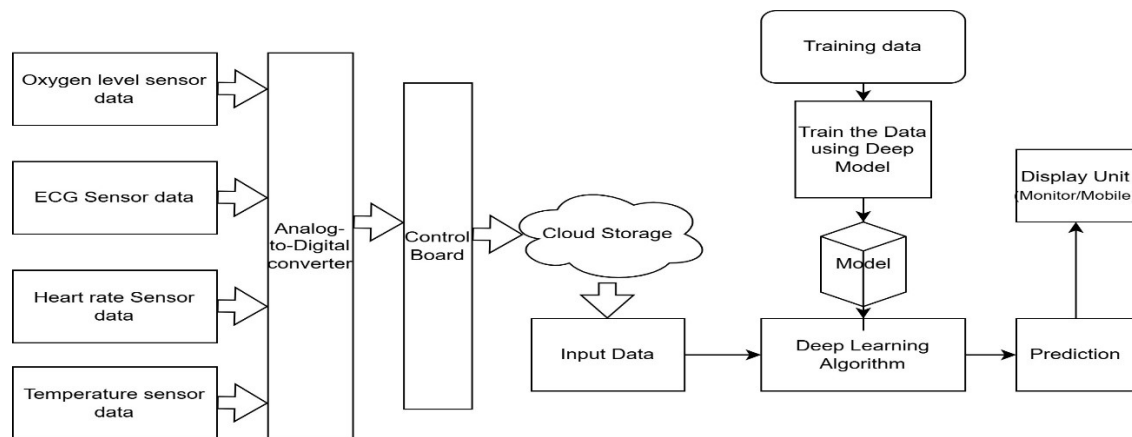 Oxygen level sensor
data
ECG Sensor data
Heart rate Sensor
data
Temperature sensor
data
Analog-
to-Digital
converter
Control
Board
Cloud Storage
Input Data
Training data
Train the Data
using Deep
Model
Model
Deep Learning
Algorithm
Prediction
Display Unit
(Monitor/Mobile